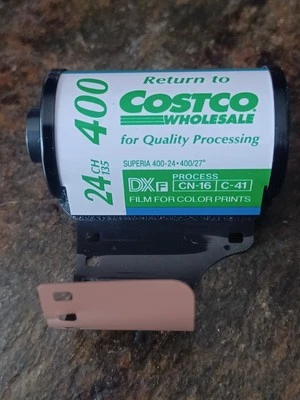 Return to
COSTCO
WHOLESALE
for Quality Processing
SUPERIA 400-24・400/27°
DXF PROCESS CN-16 C-41
FILM FOR COLOR PRINTS
400
24 CH 135